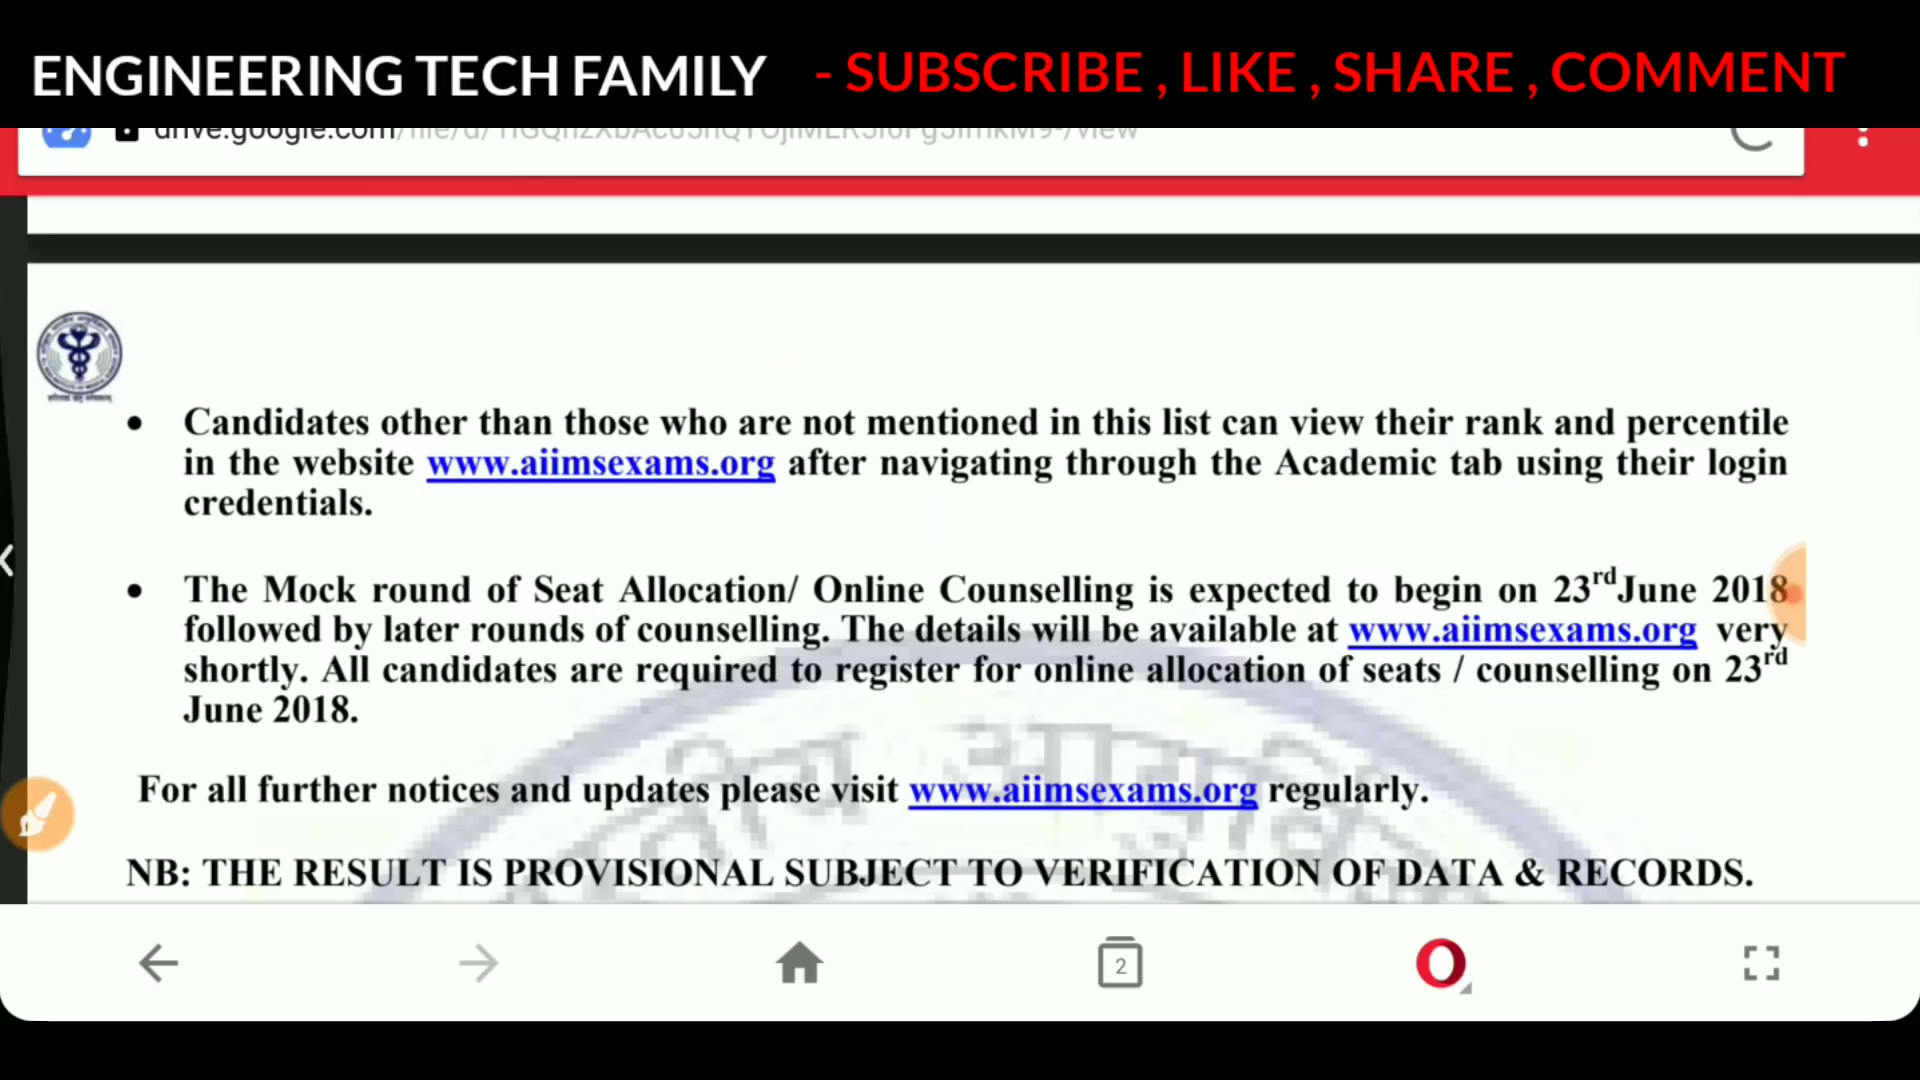 ENGINEERING TECH FAMILY - SUBSCRIBE , LIKE , SHARE , COMMENT
drive.google.com
• Candidates other than those who are not mentioned in this list can view their rank and percentile
in the website www.aiimsexams.org after navigating through the Academic tab using their login
credentials.
• The Mock round of Seat Allocation/ Online Counselling is expected to begin on 23rd June 2018
followed by later rounds of counselling. The details will be available at www.aiimsexams.org very
shortly. All candidates are required to register for online allocation of seats / counselling on 23rd
June 2018.
For all further notices and updates please visit www.aiimsexams.org regularly.
NB: THE RESULT IS PROVISIONAL SUBJECT TO VERIFICATION OF DATA & RECORDS.
2